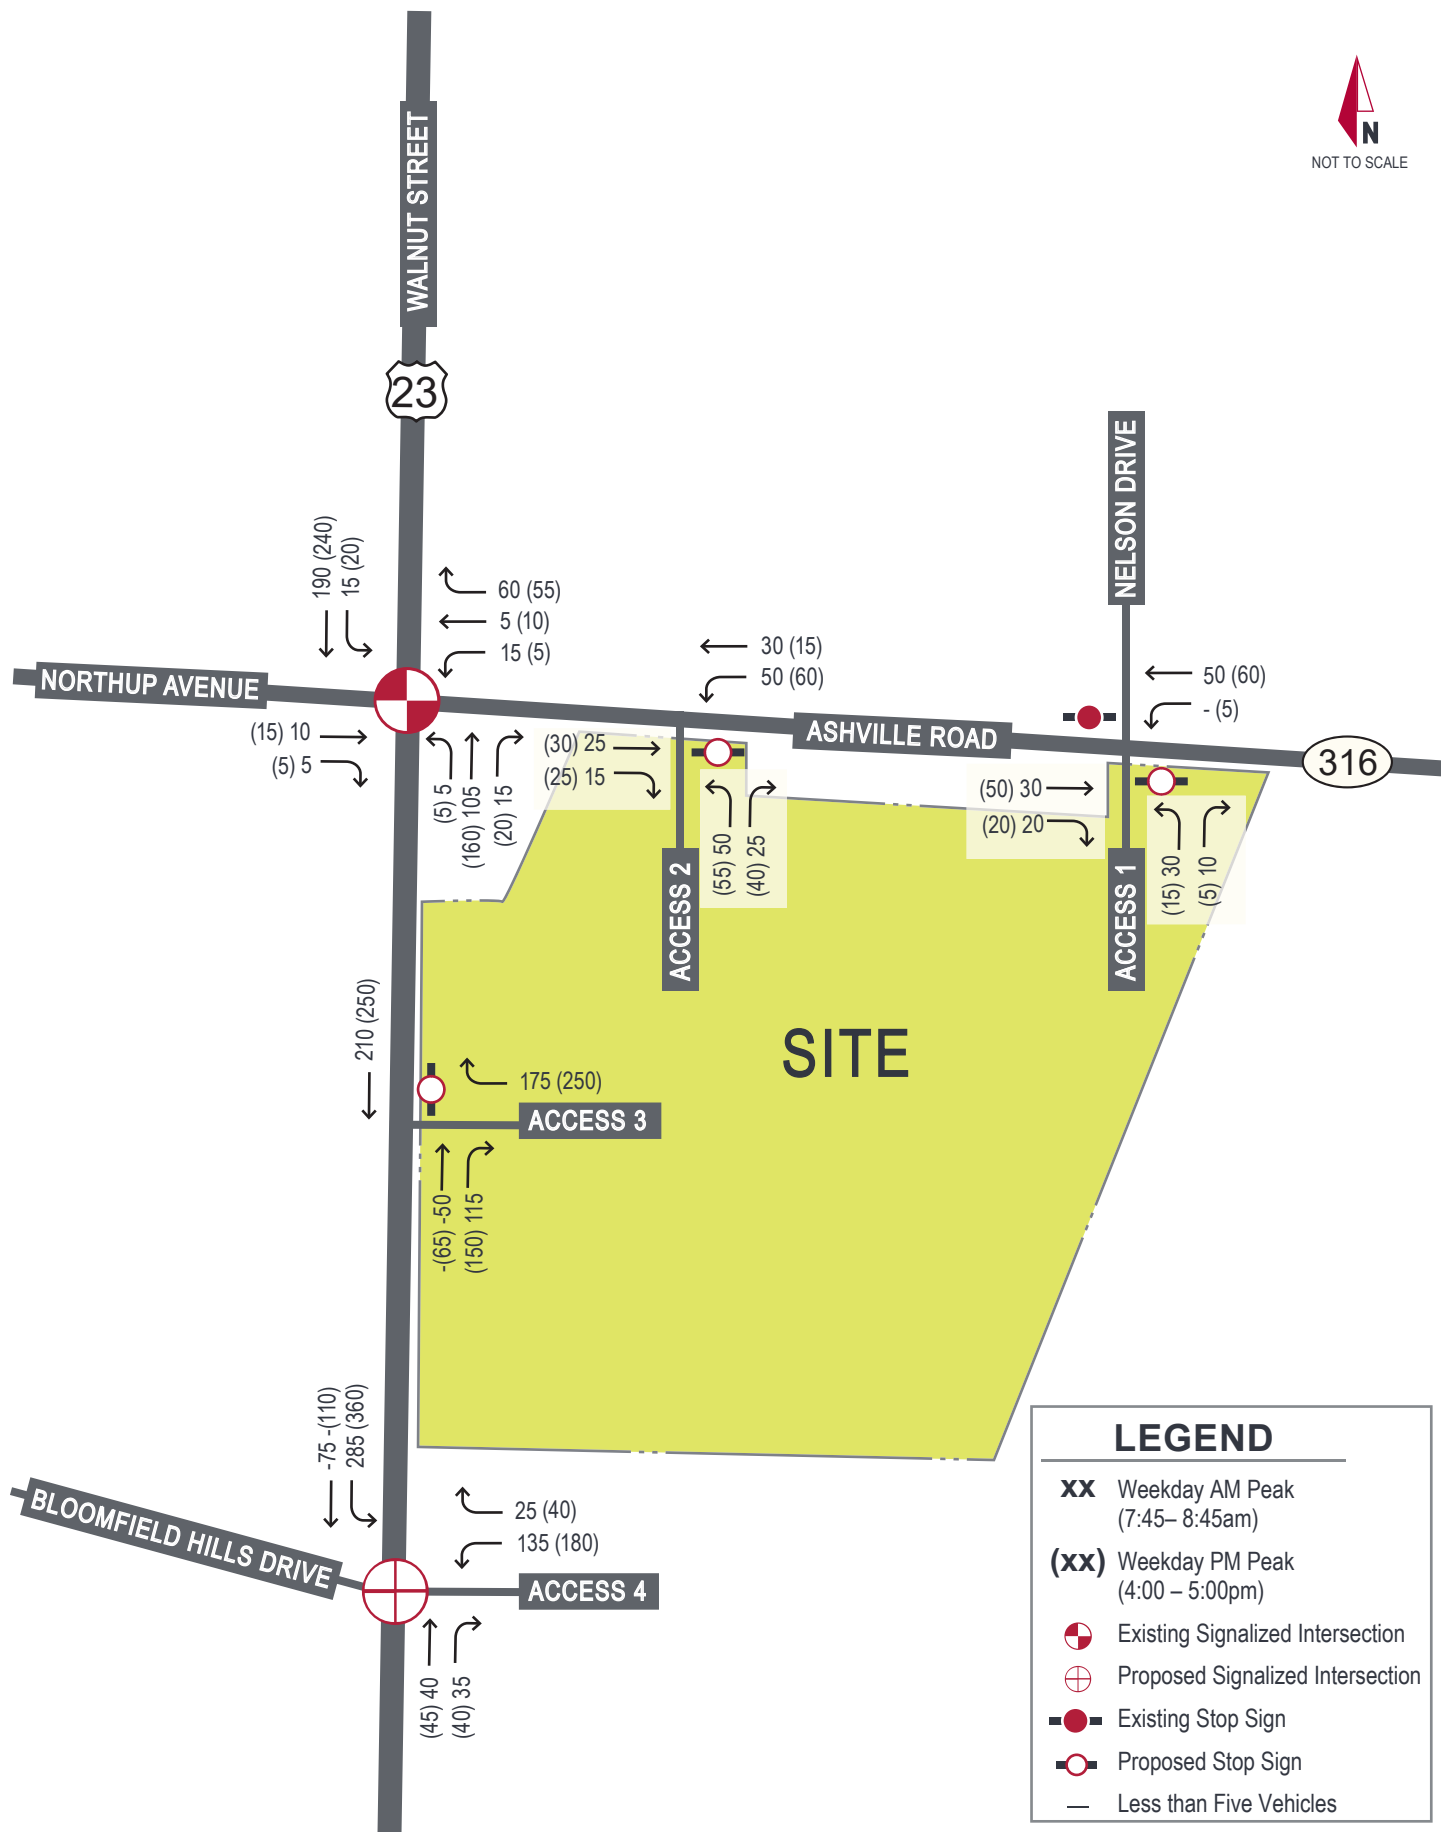 N
NOT TO SCALE
WALNUT STREET
23
NELSON DRIVE
190 (240)
15 (20)
60 (55)
5 (10)
15 (5)
30 (15)
50 (60)
50 (60)
- (5)
NORTHUP AVENUE
ASHVILLE ROAD
316
(15) 10
(5) 5
(5) 5
(160) 105
(20) 15
(30) 25
(25) 15
(55) 50
(40) 25
(50) 30
(20) 20
(15) 30
(5) 10
ACCESS 2
ACCESS 1
SITE
210 (250)
175 (250)
ACCESS 3
-(65) -50
(150) 115
-75 -(110)
285 (360)
BLOOMFIELD HILLS DRIVE
25 (40)
135 (180)
ACCESS 4
(45) 40
(40) 35
LEGEND
XX Weekday AM Peak
(7:45– 8:45am)
(XX) Weekday PM Peak
(4:00 – 5:00pm)
Existing Signalized Intersection
Proposed Signalized Intersection
Existing Stop Sign
Proposed Stop Sign
— Less than Five Vehicles